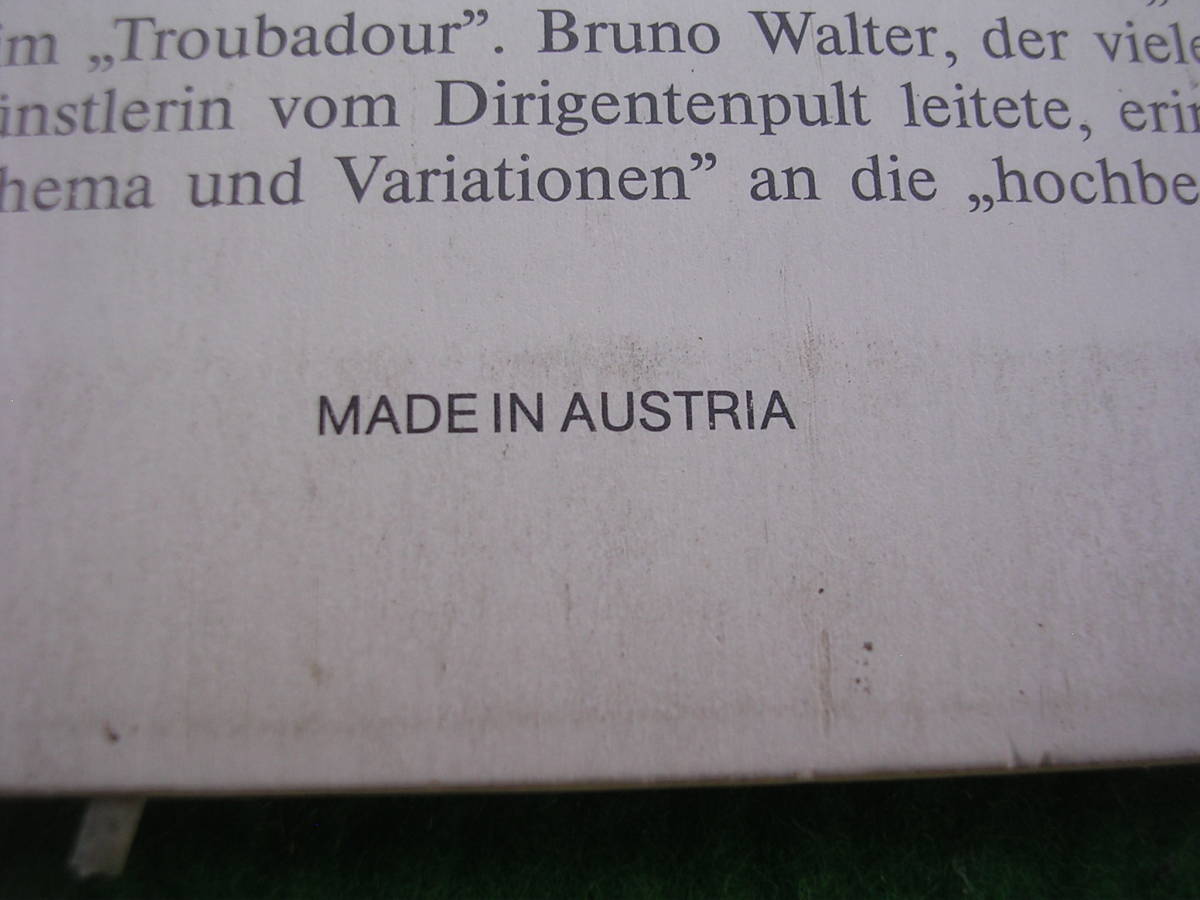 im „Troubadour”. Bruno Walter, der viele
ünstlerin vom Dirigentenpult leitete, erin
hema und Variationen” an die „hochbe
MADE IN AUSTRIA